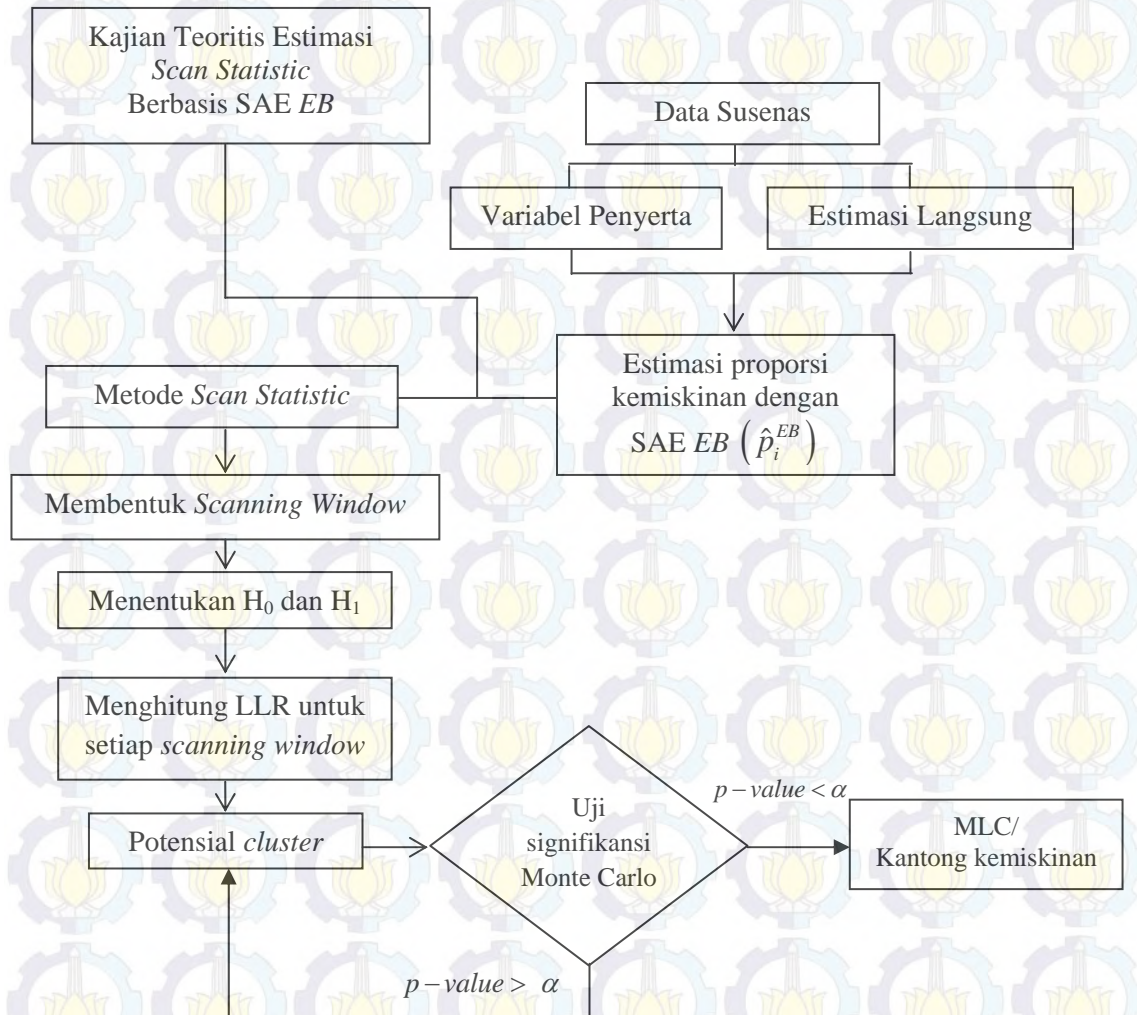 Kajian Teoritis Estimasi
Scan Statistic
Berbasis SAE EB
Data Susenas
Variabel Penyerta
Estimasi Langsung
Estimasi proporsi
kemiskinan dengan
SAE EB ( p̂ᵢᴱᴮ )
Metode Scan Statistic
Membentuk Scanning Window
Menentukan H₀ dan H₁
Menghitung LLR untuk
setiap scanning window
Potensial cluster
Uji
signifikansi
Monte Carlo
p − value < α
MLC/
Kantong kemiskinan
p − value > α